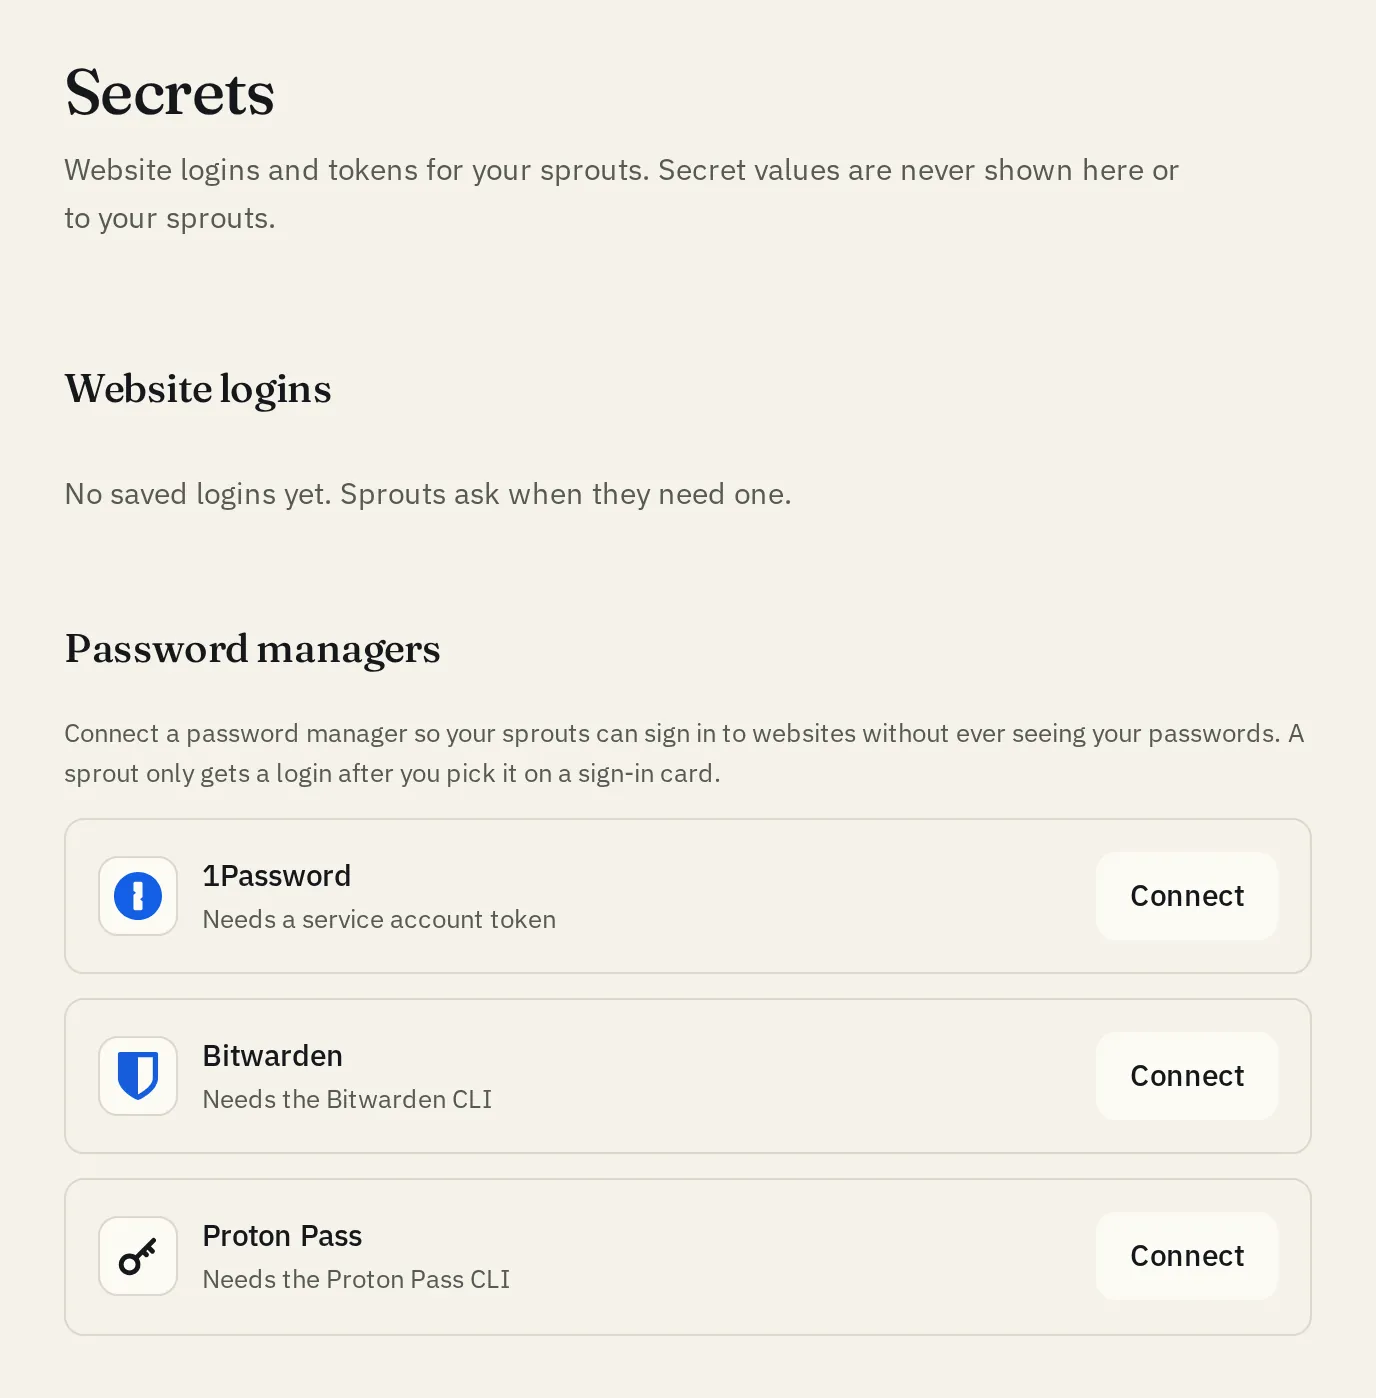 Secrets
Website logins and tokens for your sprouts. Secret values are never shown here or
to your sprouts.
Website logins
No saved logins yet. Sprouts ask when they need one.
Password managers
Connect a password manager so your sprouts can sign in to websites without ever seeing your passwords. A
sprout only gets a login after you pick it on a sign-in card.
1Password
Needs a service account token
Connect
Bitwarden
Needs the Bitwarden CLI
Connect
Proton Pass
Needs the Proton Pass CLI
Connect